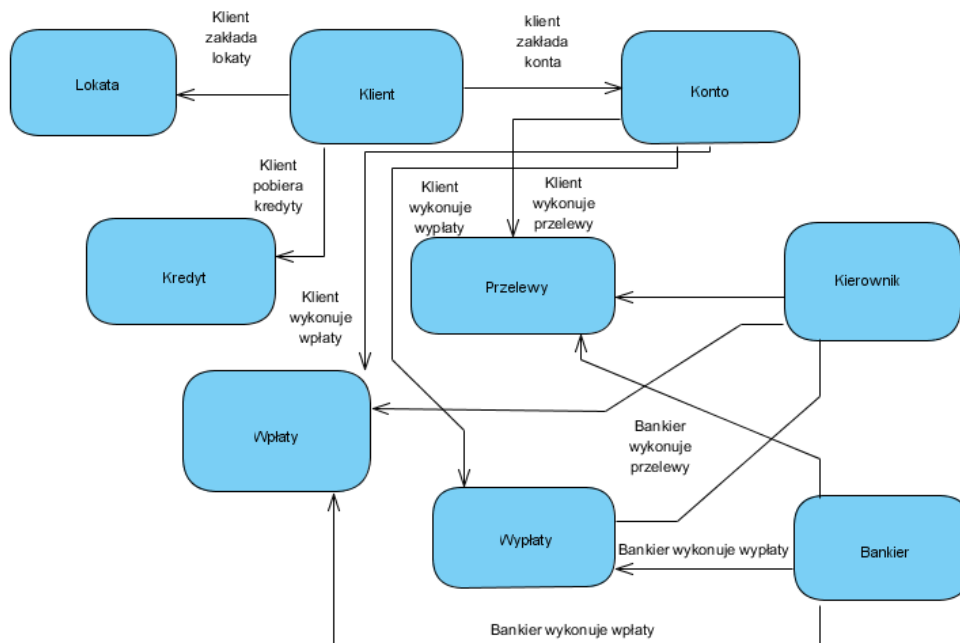 Klient
zakłada
lokaty
klient
zakłada
konta
Lokata
Klient
Konto
Klient
pobiera
kredyty
Klient
wykonuje
wypłaty
Klient
wykonuje
przelewy
Kredyt
Przelewy
Kierownik
Klient
wykonuje
wpłaty
Wpłaty
Bankier
wykonuje
przelewy
Wypłaty
Bankier wykonuje wypłaty
Bankier
Bankier wykonuje wpłaty